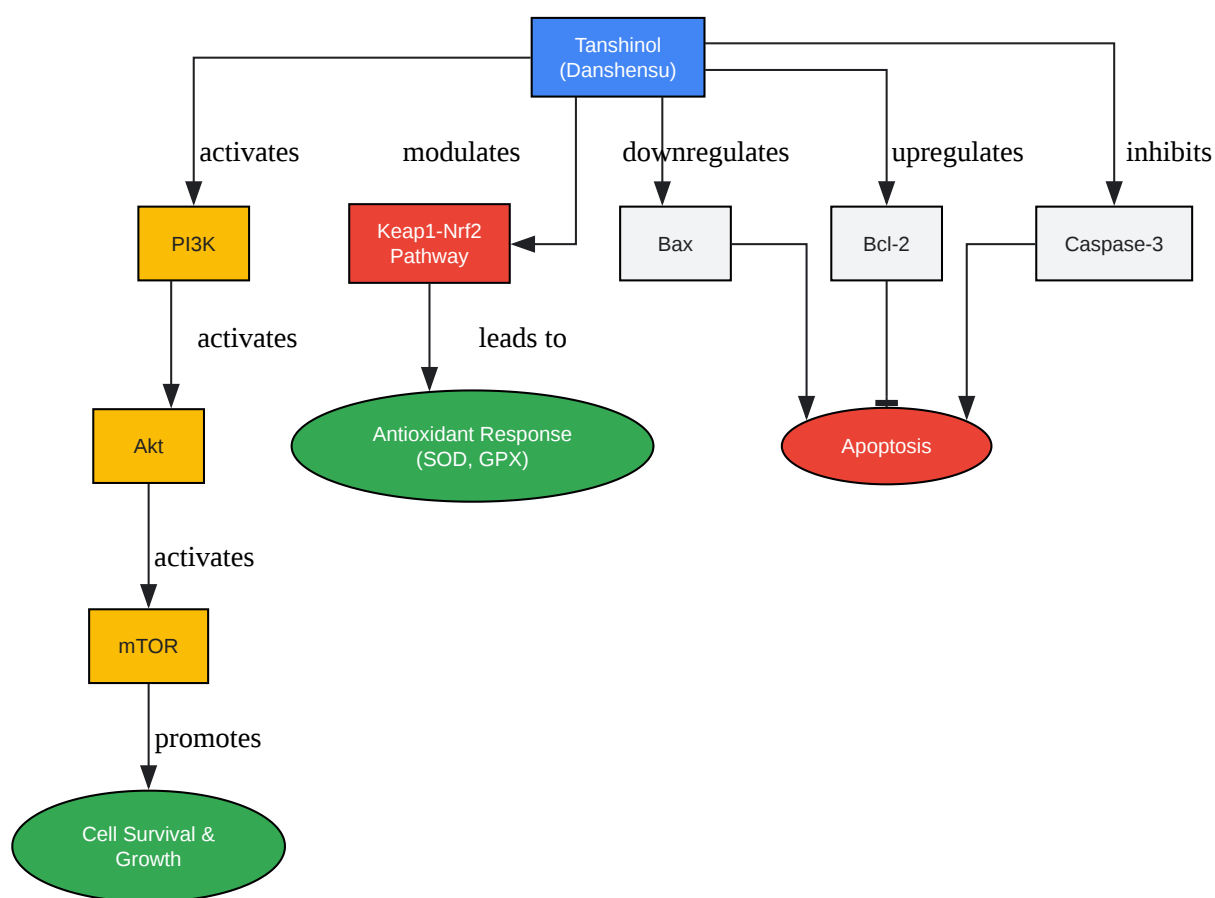 Tanshinol
(Danshensu)
activates
modulates
downregulates
upregulates
inhibits
PI3K
Keap1-Nrf2
Pathway
Bax
Bcl-2
Caspase-3
activates
leads to
Akt
Antioxidant Response
(SOD, GPX)
Apoptosis
activates
mTOR
promotes
Cell Survival &
Growth